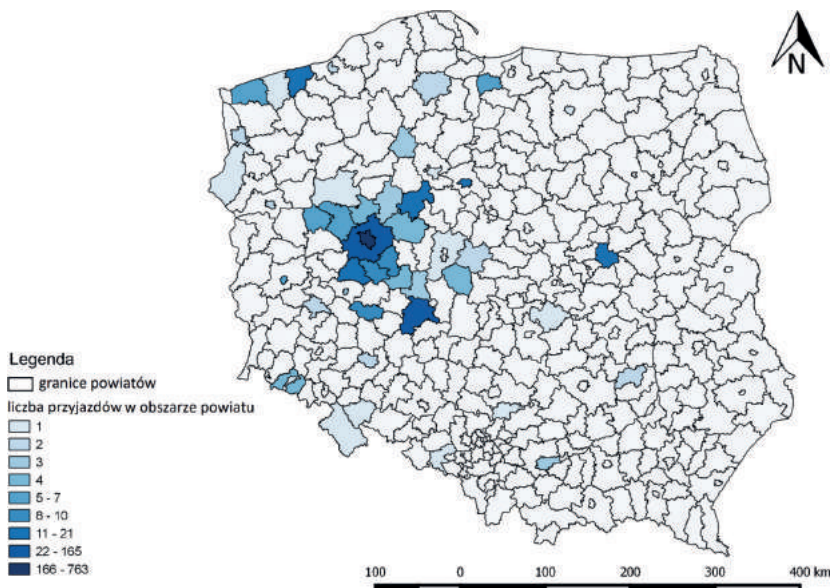 N
Legenda
granice powiatów
liczba przyjazdów w obszarze powiatu
1
2
3
4
5 - 7
8 - 10
11 - 21
22 - 165
166 - 763
100 0 100 200 300 400 km